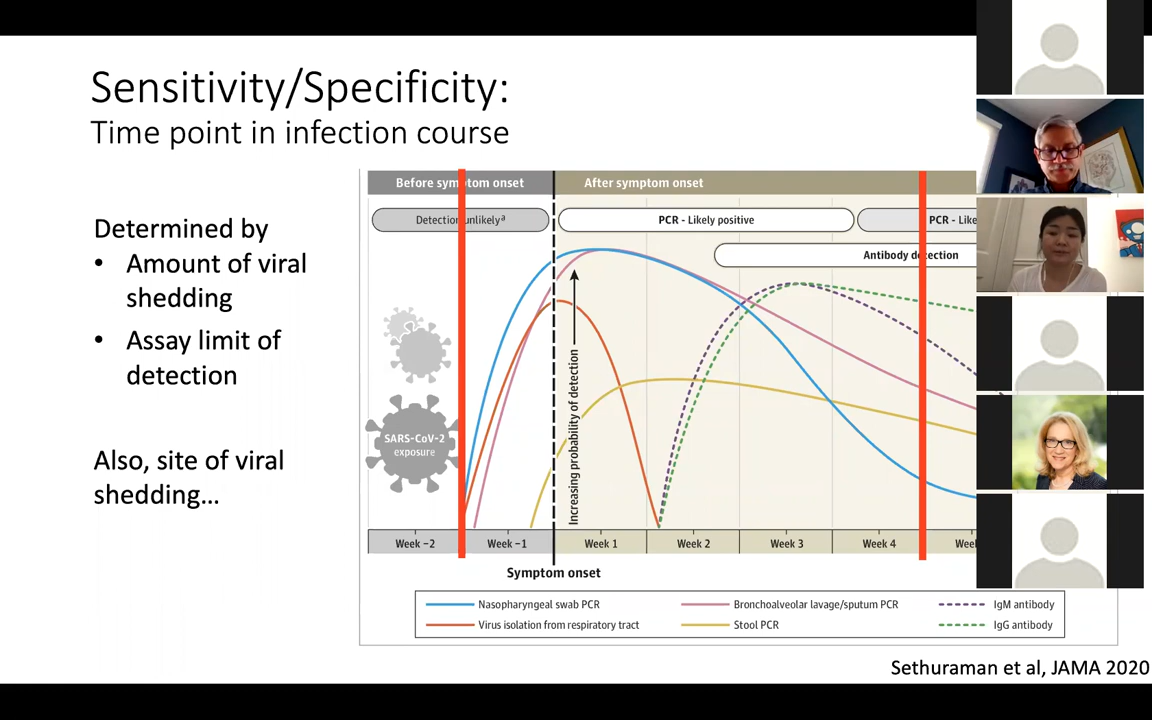 Sensitivity/Specificity:
Time point in infection course
Determined by
• Amount of viral
shedding
• Assay limit of
detection
Also, site of viral
shedding…
Before symptom onset
After symptom onset
Detection unlikelyᵃ
PCR - Likely positive
PCR - Like
Antibody detection
SARS-CoV-2
exposure
Increasing probability of detection
Week −2
Week −1
Week 1
Week 2
Week 3
Week 4
Wee
Symptom onset
Nasopharyngeal swab PCR
Bronchoalveolar lavage/sputum PCR
IgM antibody
Virus isolation from respiratory tract
Stool PCR
IgG antibody
Sethuraman et al, JAMA 2020